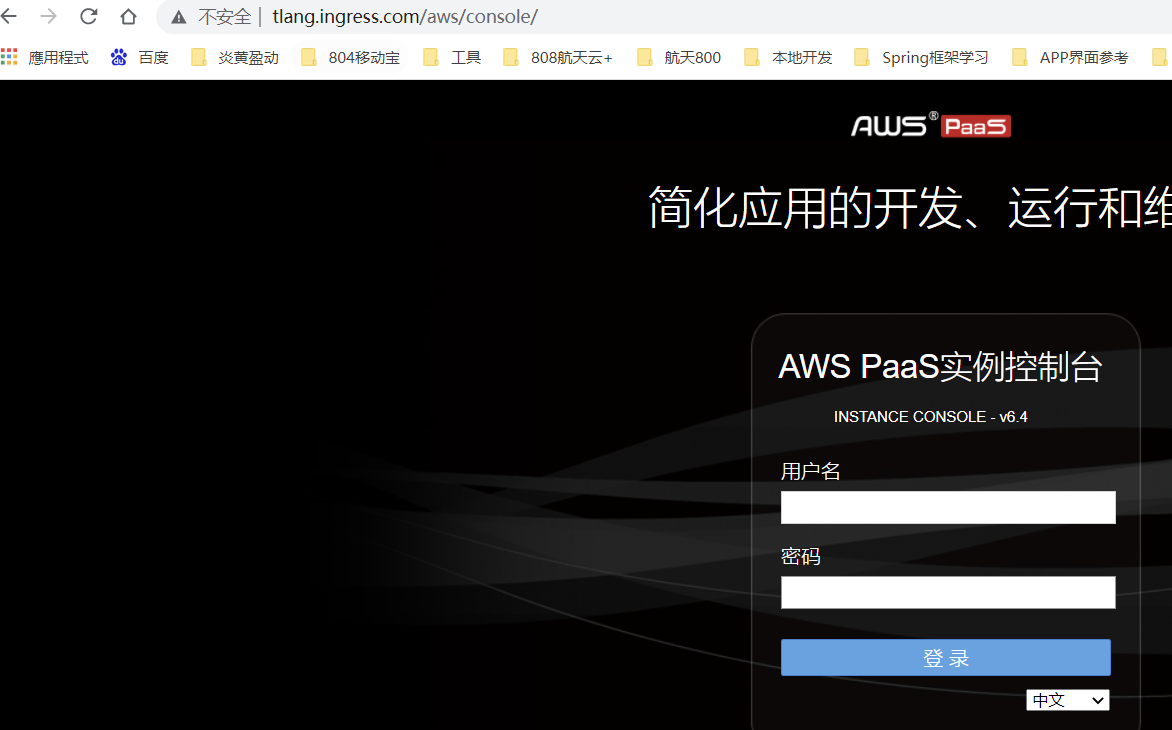 不安全 | tlang.ingress.com/aws/console/
應用程式 百度 炎黄盈动 804移动宝 工具 808航天云+ 航天800 本地开发 Spring框架学习 APP界面参考
AWS® PaaS
简化应用的开发、运行和维
AWS PaaS实例控制台
INSTANCE CONSOLE - v6.4
用户名
密码
登 录
中文